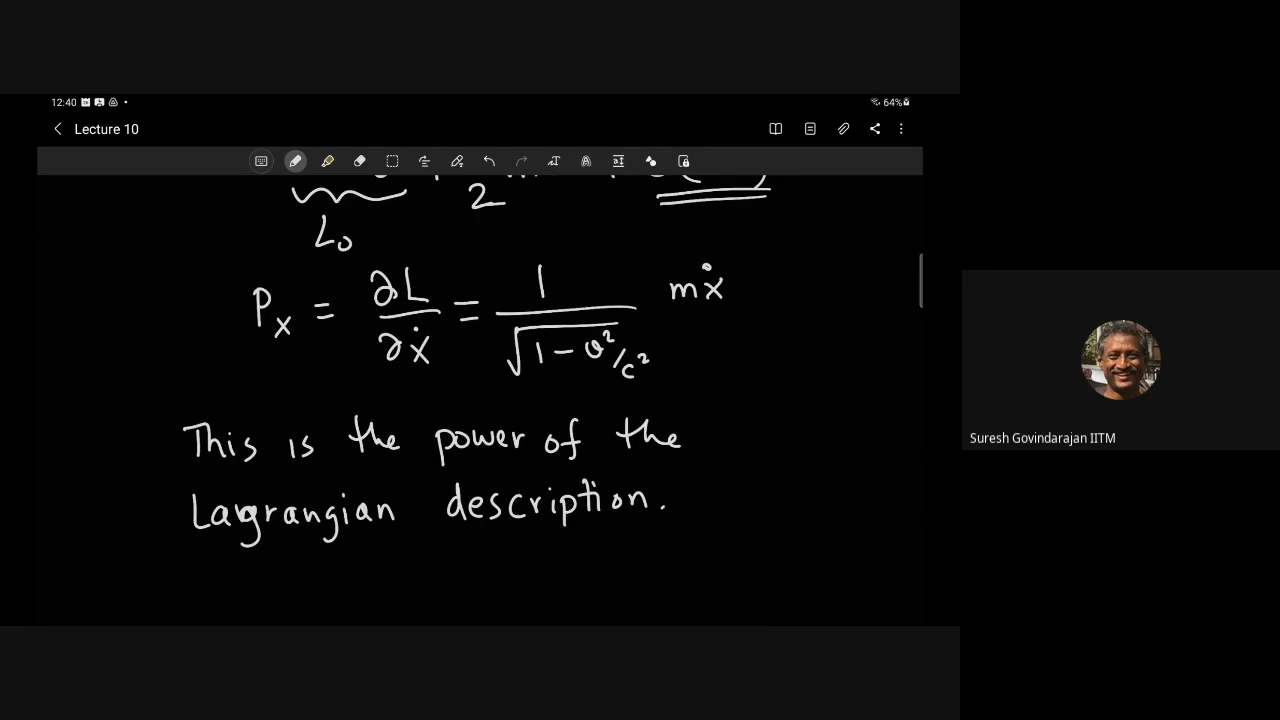 12:40
64%
Lecture 10
2
L₀
Pₓ = ∂L/∂ẋ = 1/√(1 − v²/c²) mẋ
This is the power of the
Lagrangian description.
Suresh Govindarajan IITM